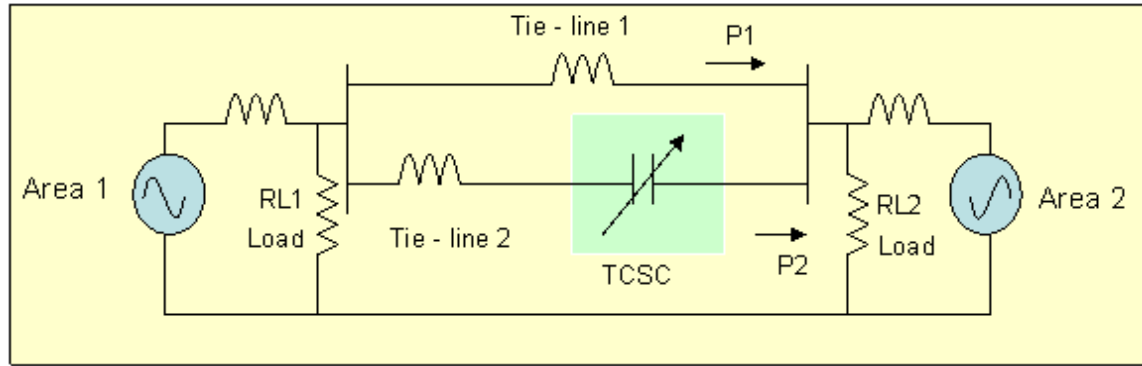 Tie - line 1
P1
Area 1
RL1
Load
Tie - line 2
TCSC
P2
RL2
Load
Area 2